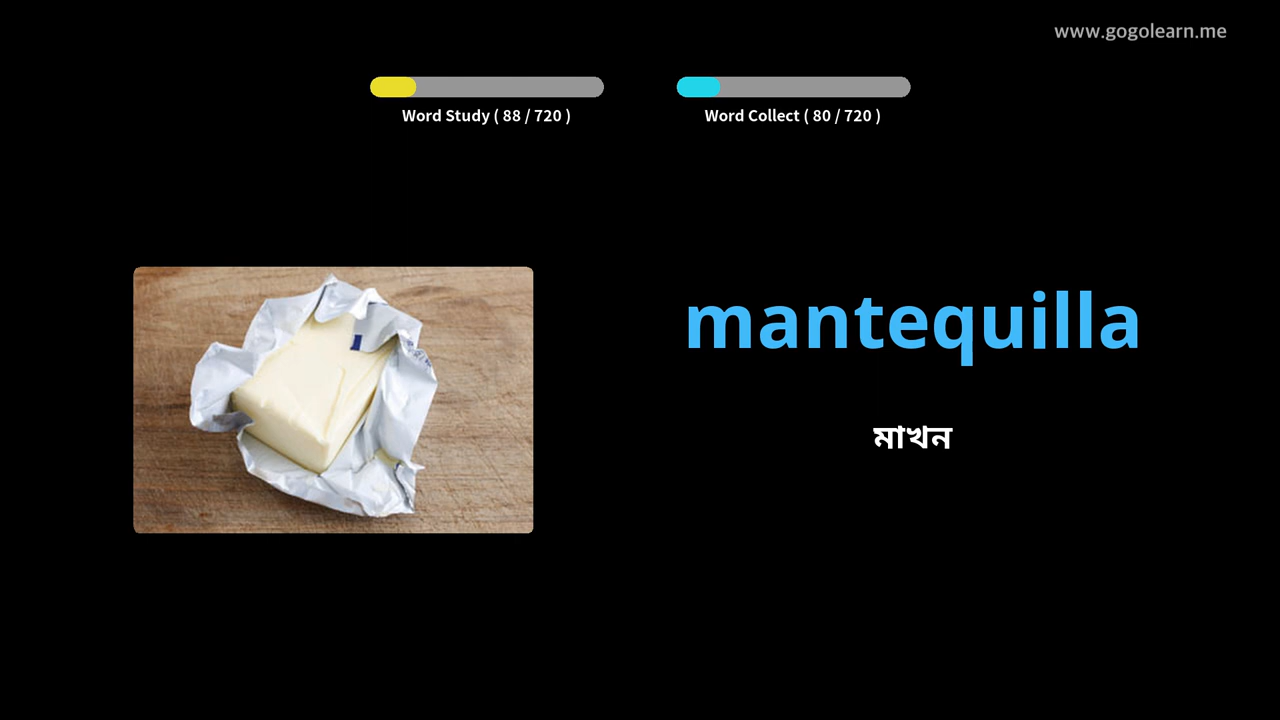 www.gogolearn.me
Word Study ( 88 / 720 )
Word Collect ( 80 / 720 )
mantequilla
মাখন